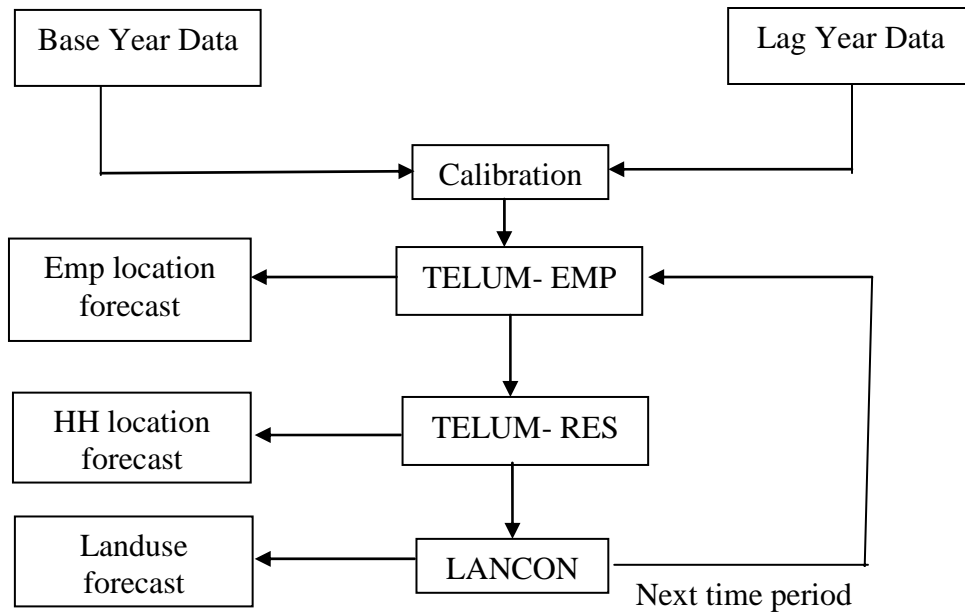 Base Year Data
Lag Year Data
Calibration
Emp location
forecast
TELUM- EMP
HH location
forecast
TELUM- RES
Landuse
forecast
LANCON
Next time period